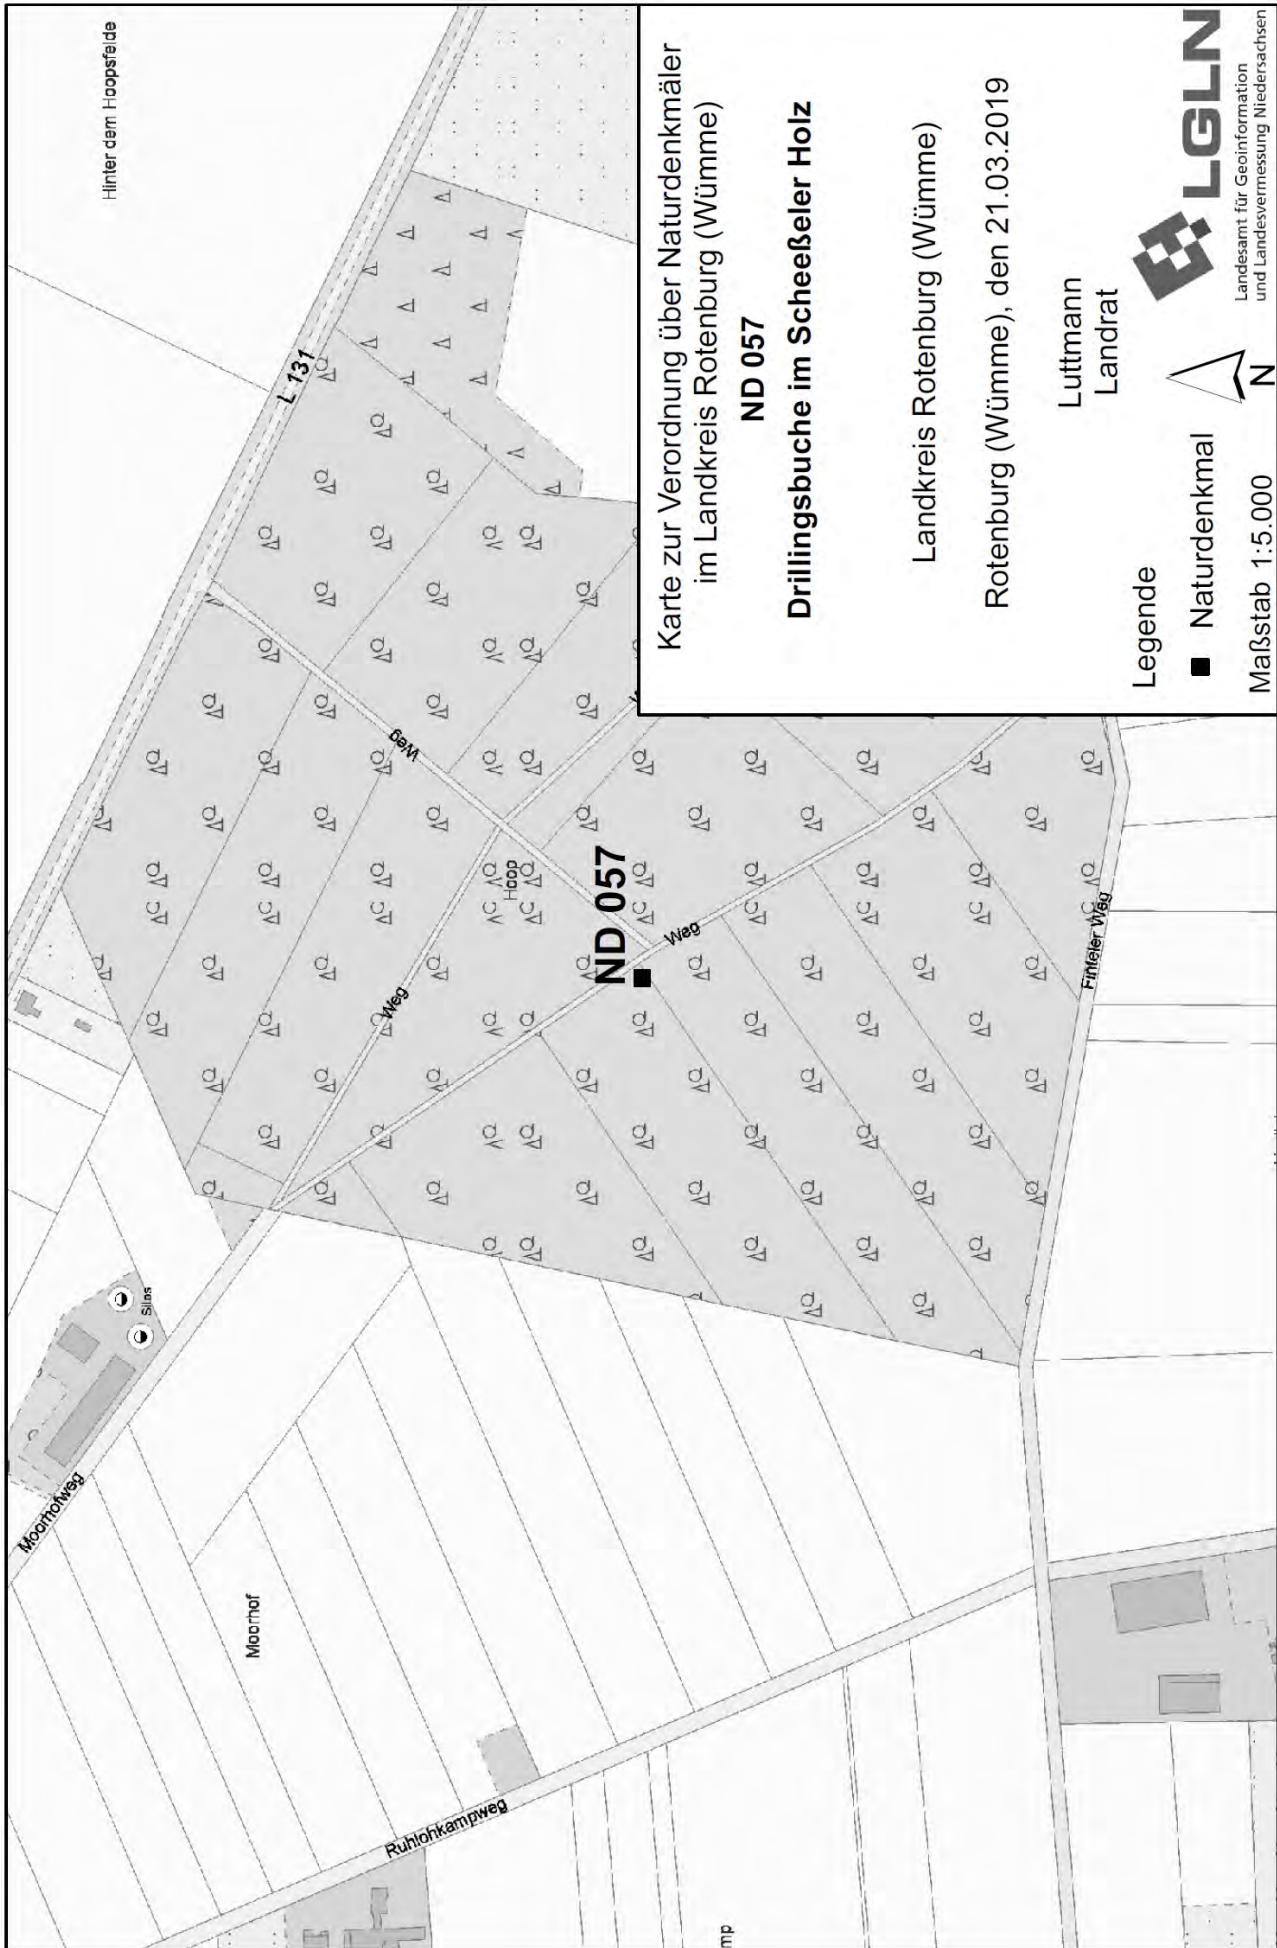 Hinter dem Hoopsfelde
L 131
Weg
Weg
Hoop
ND 057
Weg
Finteler Weg
Silos
Moorhofweg
Moorhof
Ruhlohkampweg
mp
Karte zur Verordnung über Naturdenkmäler
im Landkreis Rotenburg (Wümme)
ND 057
Drillingsbuche im Scheeßeler Holz
Landkreis Rotenburg (Wümme)
Rotenburg (Wümme), den 21.03.2019
Luttmann
Landrat
Legende
Naturdenkmal
Maßstab 1:5.000
N
LGLN
Landesamt für Geoinformation
und Landesvermessung Niedersachsen